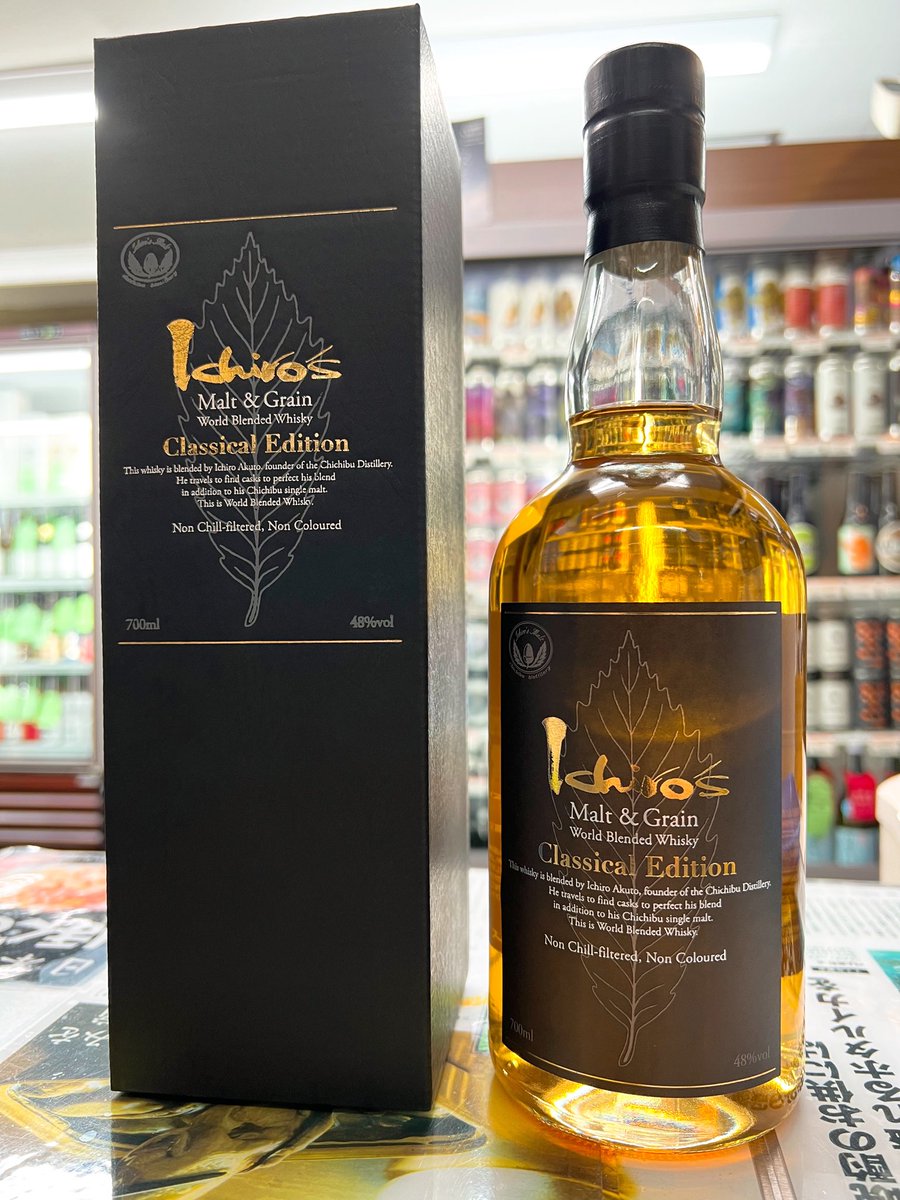 Ichiro's Malt
Ichiro's
Malt & Grain
World Blended Whisky
Classical Edition
This whisky is blended by Ichiro Akuto, founder of the Chichibu Distillery.
He travels to find casks to perfect his blend
in addition to his Chichibu single malt.
This is World Blended Whisky.
Non Chill-filtered, Non Coloured
700ml
48%vol
Ichiro's Malt
Ichiro's
Malt & Grain
World Blended Whisky
Classical Edition
This whisky is blended by Ichiro Akuto, founder of the Chichibu Distillery.
He travels to find casks to perfect his blend
in addition to his Chichibu single malt.
This is World Blended Whisky.
Non Chill-filtered, Non Coloured
700ml
48%vol